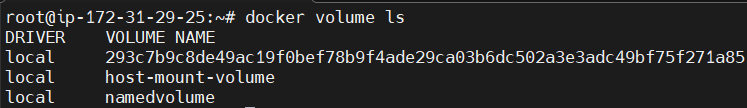 root@ip-172-31-29-25:~# docker volume ls
DRIVER    VOLUME NAME
local     293c7b9c8de49ac19f0bef78b9f4ade29ca03b6dc502a3e3adc49bf75f271a85
local     host-mount-volume
local     namedvolume